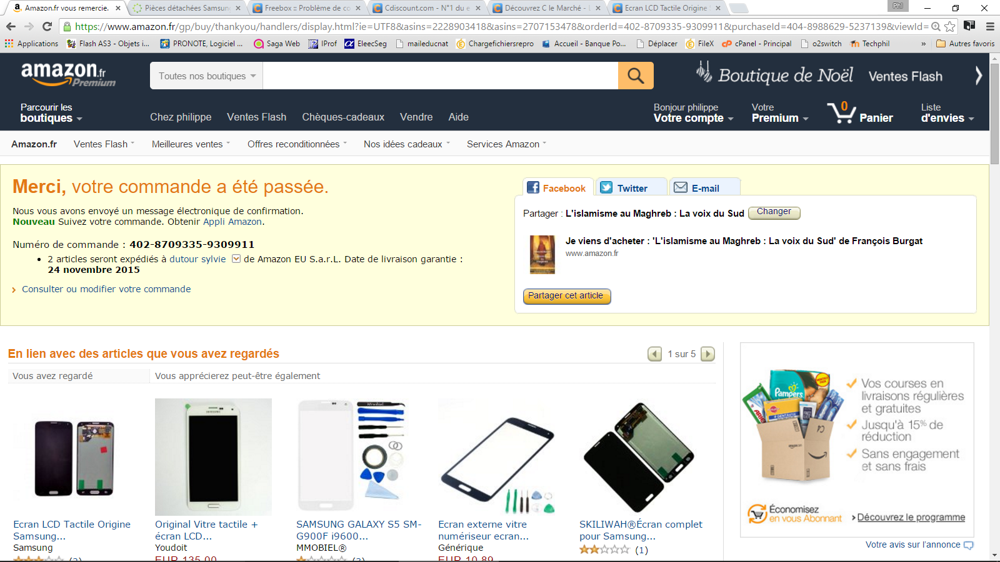 Amazon.fr vous remercie.
Pièces détachées Samsun
Freebox :: Problème de co
Cdiscount.com - N°1 du e
Découvrez C le Marché - 
Ecran LCD Tactile Origine
Phil
https://www.amazon.fr/gp/buy/thankyou/handlers/display.html?ie=UTF8&asins=2228903418&asins=2707153478&orderId=402-8709335-9309911&purchaseId=404-8988629-5237139&viewId=
Applications
Flash AS3 - Objets i...
PRONOTE, Logiciel ...
Saga Web
IProf
EleecSeg
maileducnat
Chargefichiersrepro
Accueil - Banque Po...
Déplacer
FileX
cPanel - Principal
o2switch
Techphil
»
Autres favoris
amazon.fr
Premium
Toutes nos boutiques
Boutique de Noël
Ventes Flash
Parcourir les
boutiques
Chez philippe
Ventes Flash
Chèques-cadeaux
Vendre
Aide
Bonjour philippe
Votre compte
Votre
Premium
0
Panier
Liste
d'envies
Amazon.fr
Ventes Flash
Meilleures ventes
Offres reconditionnées
Nos idées cadeaux
Services Amazon
Merci, votre commande a été passée.
Nous vous avons envoyé un message électronique de confirmation.
Nouveau Suivez votre commande. Obtenir Appli Amazon.
Numéro de commande : 402-8709335-9309911
• 2 articles seront expédiés à dutour sylvie de Amazon EU S.a.r.L. Date de livraison garantie :
24 novembre 2015
Consulter ou modifier votre commande
Facebook
Twitter
E-mail
Partager : L'islamisme au Maghreb : La voix du Sud
Changer
Je viens d'acheter : 'L'islamisme au Maghreb : La voix du Sud' de François Burgat
www.amazon.fr
Partager cet article
En lien avec des articles que vous avez regardés
1 sur 5
Vous avez regardé
Vous apprécierez peut-être également
Ecran LCD Tactile Origine
Samsung...
Samsung
(2)
Original Vitre tactile +
écran LCD...
Youdoit
EUR 135,00
SAMSUNG GALAXY S5 SM-
G900F i9600...
MMOBIEL®
(2)
Ecran externe vitre
numériseur ecran...
Générique
EUR 10,89
SKILIWAH®Écran complet
pour Samsung...
(1)
Pampers
Vos courses en
livraisons régulières
et gratuites
Jusqu'à 15% de
réduction
Sans engagement
et sans frais
Économisez
en vous Abonnant
Découvrez le programme
Votre avis sur l'annonce